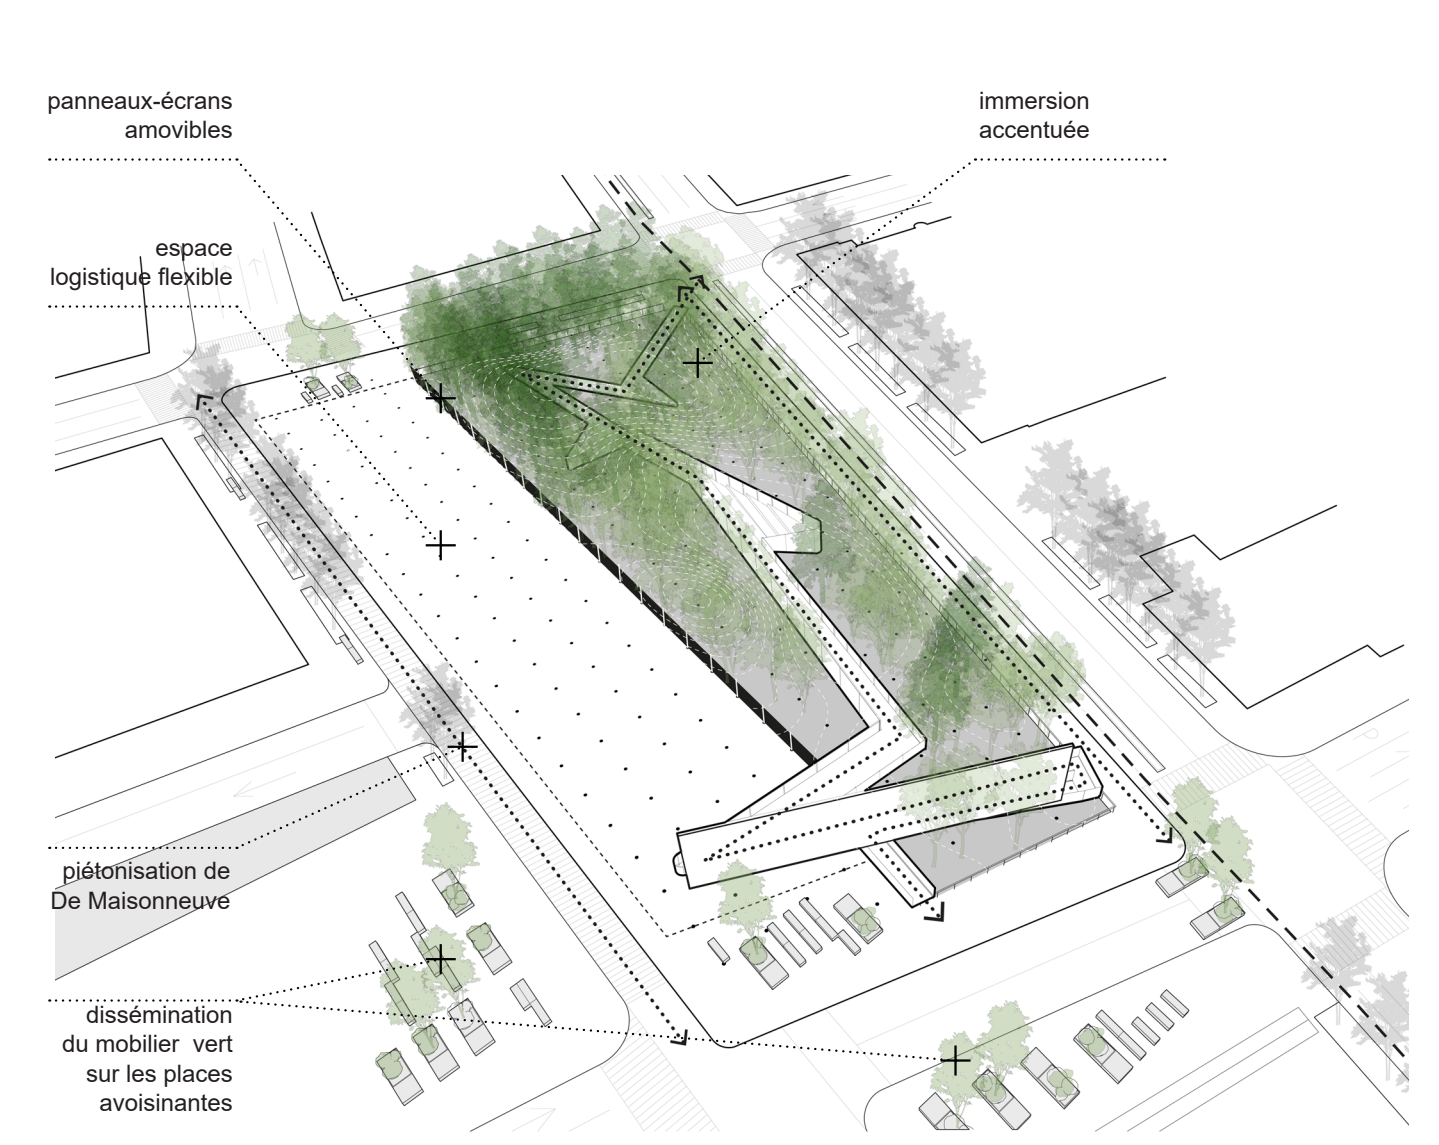 panneaux-écrans
amovibles
immersion
accentuée
espace
logistique flexible
piétonisation de
De Maisonneuve
dissémination
du mobilier  vert
sur les places
avoisinantes